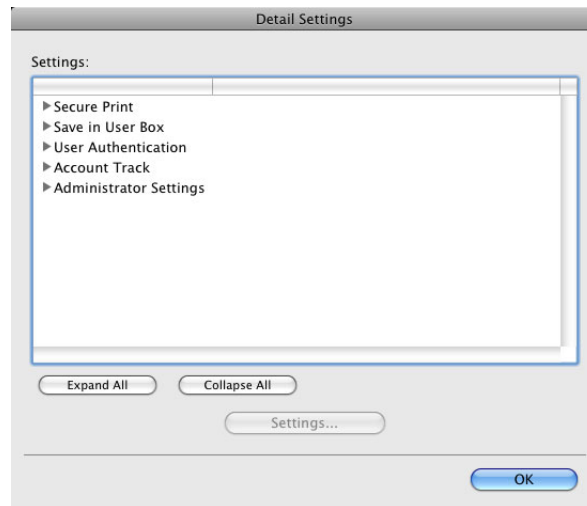 Detail Settings
Settings:
Secure Print
Save in User Box
User Authentication
Account Track
Administrator Settings
Expand All Collapse All
Settings...
OK